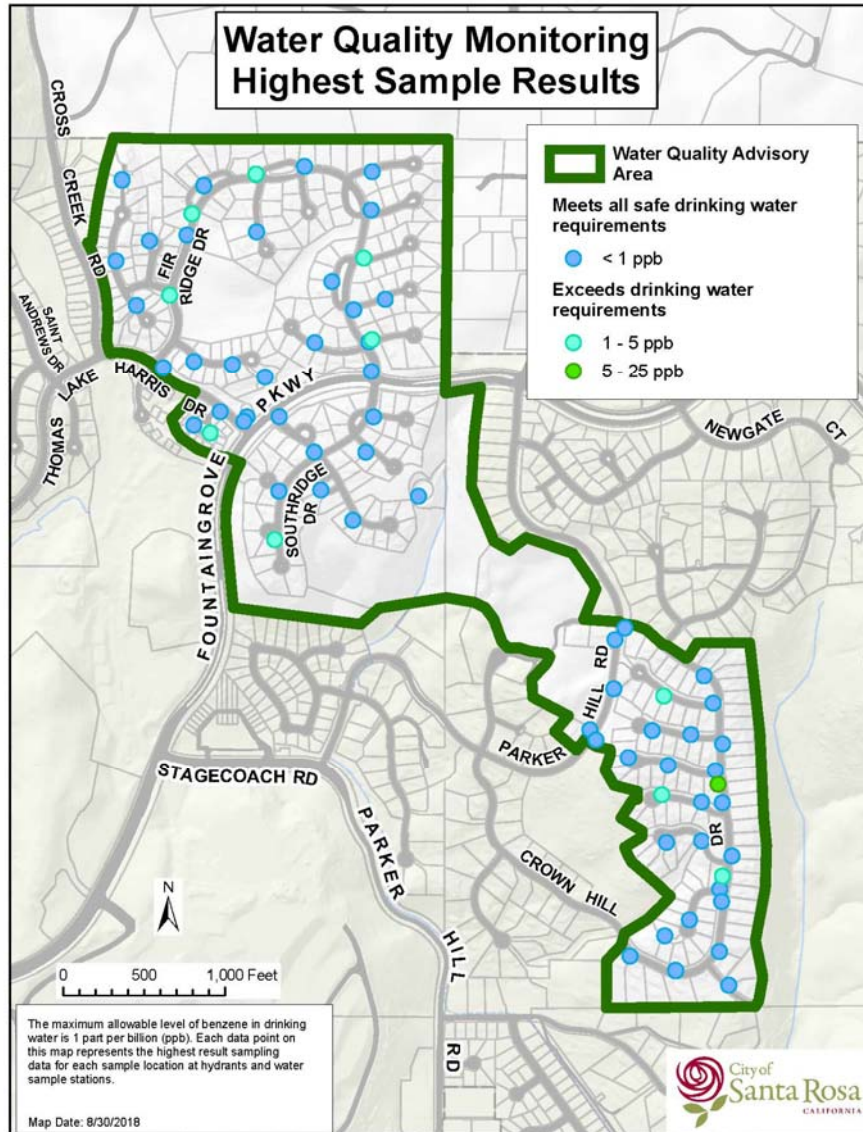 Water Quality Monitoring
Highest Sample Results
Water Quality Advisory
Area
Meets all safe drinking water
requirements
< 1 ppb
Exceeds drinking water
requirements
1 - 5 ppb
5 - 25 ppb
CROSS
CREEK
RD
FIR
RIDGE DR
SAINT
ANDREWS DR
THOMAS
LAKE
HARRIS
DR
PKWY
FOUNTAINGROVE
SOUTHRIDGE
DR
NEWGATE
CT
PARKER
HILL RD
STAGECOACH RD
PARKER
HILL
RD
CROWN HILL
DR
N
0 500 1,000 Feet
The maximum allowable level of benzene in drinking
water is 1 part per billion (ppb). Each data point on
this map represents the highest result sampling
data for each sample location at hydrants and water
sample stations.
Map Date: 8/30/2018
City of
Santa Rosa
CALIFORNIA